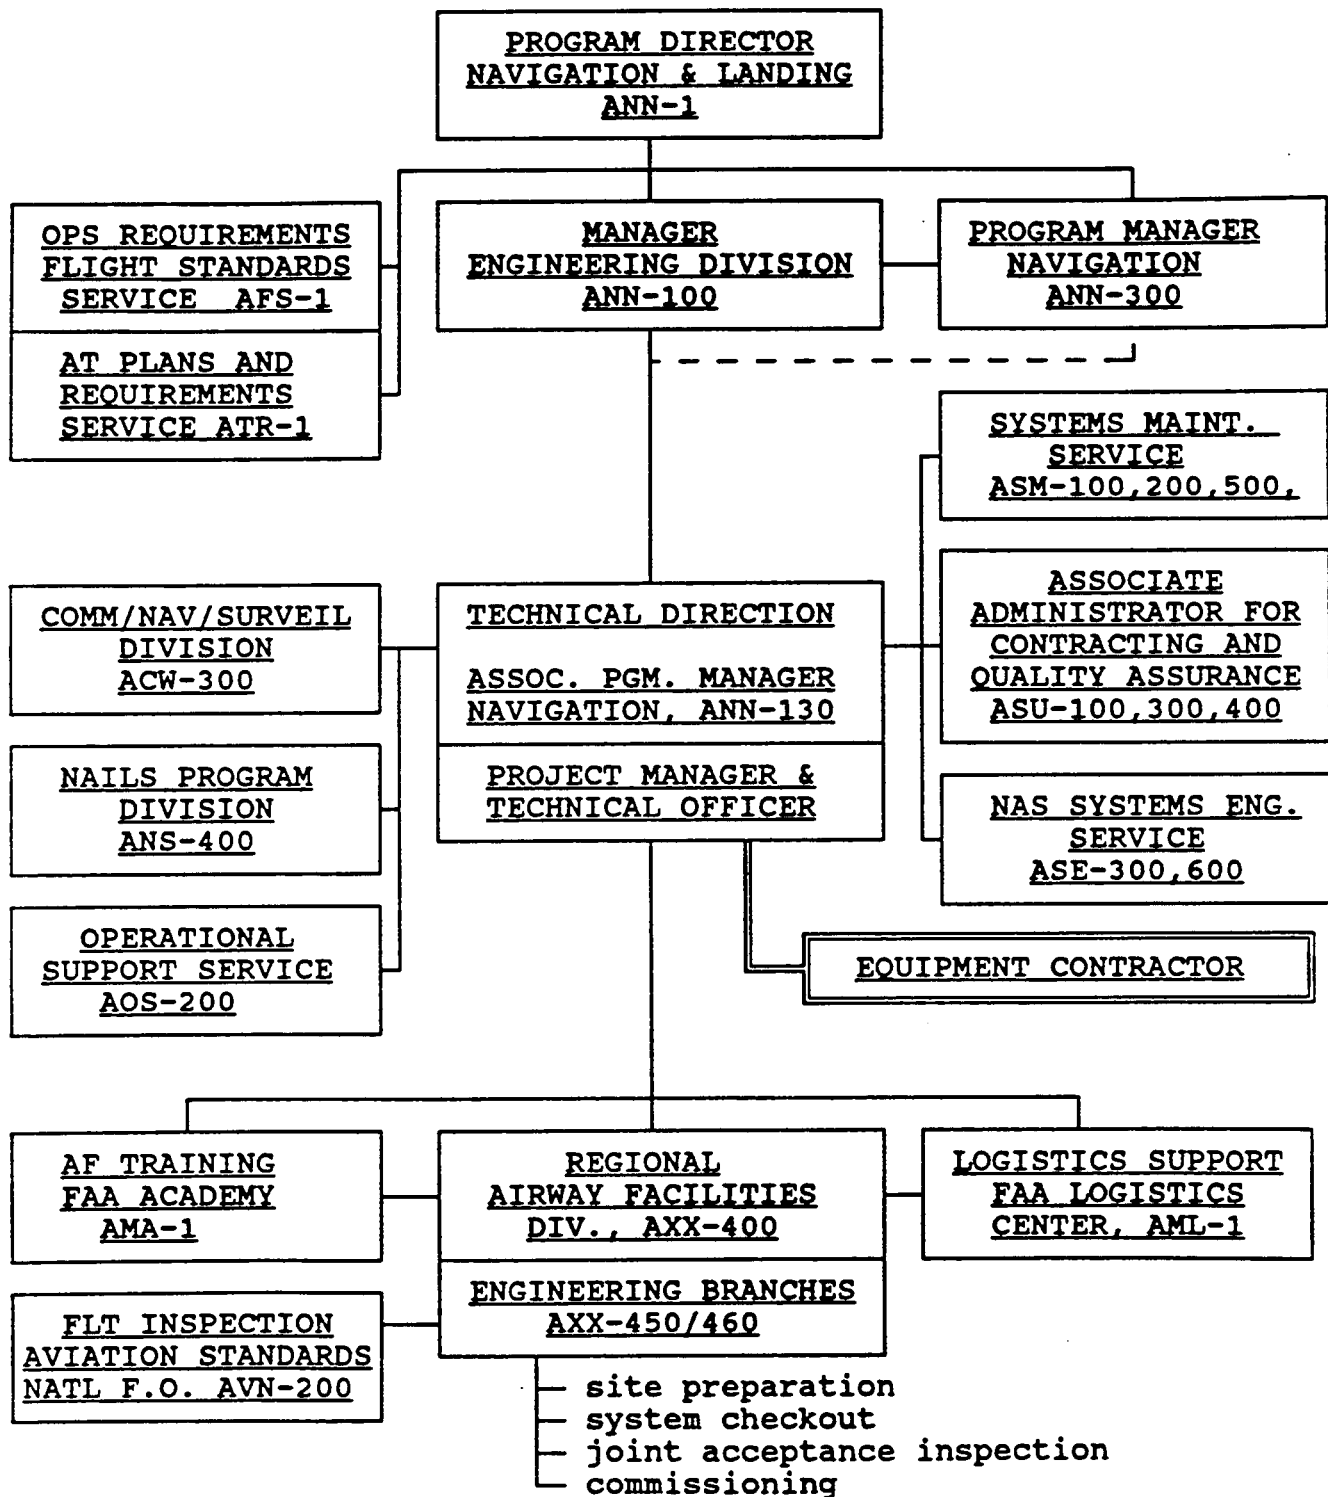 PROGRAM DIRECTOR
NAVIGATION & LANDING
ANN-1
OPS REQUIREMENTS
FLIGHT STANDARDS
SERVICE AFS-1
AT PLANS AND
REQUIREMENTS
SERVICE ATR-1
MANAGER
ENGINEERING DIVISION
ANN-100
PROGRAM MANAGER
NAVIGATION
ANN-300
SYSTEMS MAINT.
SERVICE
ASM-100,200,500,
COMM/NAV/SURVEIL
DIVISION
ACW-300
TECHNICAL DIRECTION
ASSOC. PGM. MANAGER
NAVIGATION, ANN-130
PROJECT MANAGER &
TECHNICAL OFFICER
ASSOCIATE
ADMINISTRATOR FOR
CONTRACTING AND
QUALITY ASSURANCE
ASU-100,300,400
NAILS PROGRAM
DIVISION
ANS-400
NAS SYSTEMS ENG.
SERVICE
ASE-300,600
OPERATIONAL
SUPPORT SERVICE
AOS-200
EQUIPMENT CONTRACTOR
AF TRAINING
FAA ACADEMY
AMA-1
REGIONAL
AIRWAY FACILITIES
DIV., AXX-400
ENGINEERING BRANCHES
AXX-450/460
LOGISTICS SUPPORT
FAA LOGISTICS
CENTER, AML-1
FLT INSPECTION
AVIATION STANDARDS
NATL F.O. AVN-200
site preparation
system checkout
joint acceptance inspection
commissioning